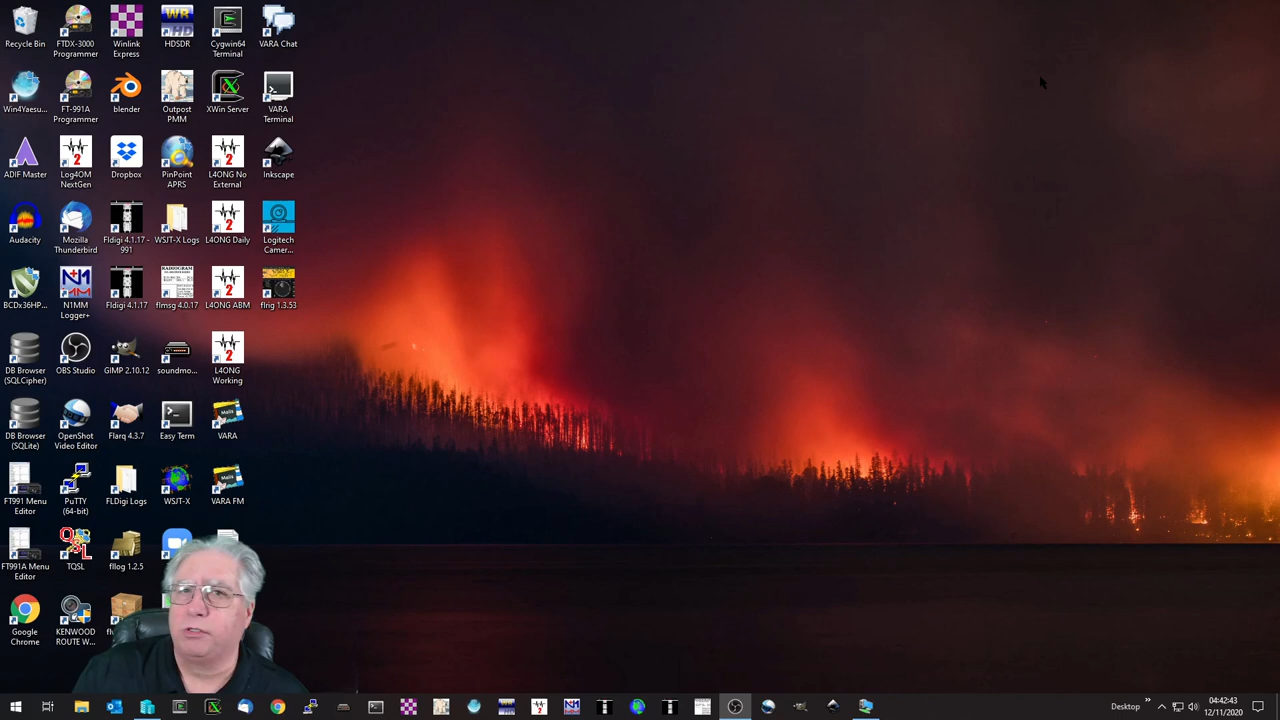 Recycle Bin
FTDX-3000
Programmer
Winlink
Express
HDSDR
Cygwin64
Terminal
VARA Chat
Win4Yaesu...
FT-991A
Programmer
blender
Outpost
PMM
XWin Server
VARA
Terminal
ADIF Master
Log4OM
NextGen
Dropbox
PinPoint
APRS
L4ONG No
External
Inkscape
Audacity
Mozilla
Thunderbird
Fldigi 4.1.17 -
991
WSJT-X Logs
L4ONG Daily
Logitech
Camer...
BCDx36HP...
N1MM
Logger+
Fldigi 4.1.17
flmsg 4.0.17
L4ONG ABM
flrig 1.3.53
DB Browser
(SQLCipher)
OBS Studio
GIMP 2.10.12
soundmo...
L4ONG
Working
DB Browser
(SQLite)
OpenShot
Video Editor
Flarq 4.3.7
Easy Term
VARA
FT991 Menu
Editor
PuTTY
(64-bit)
FLDigi Logs
WSJT-X
VARA FM
FT991A Menu
Editor
TQSL
fllog 1.2.5
Google
Chrome
KENWOOD
ROUTE W...
Desktop
04:42:43
12/11/2020